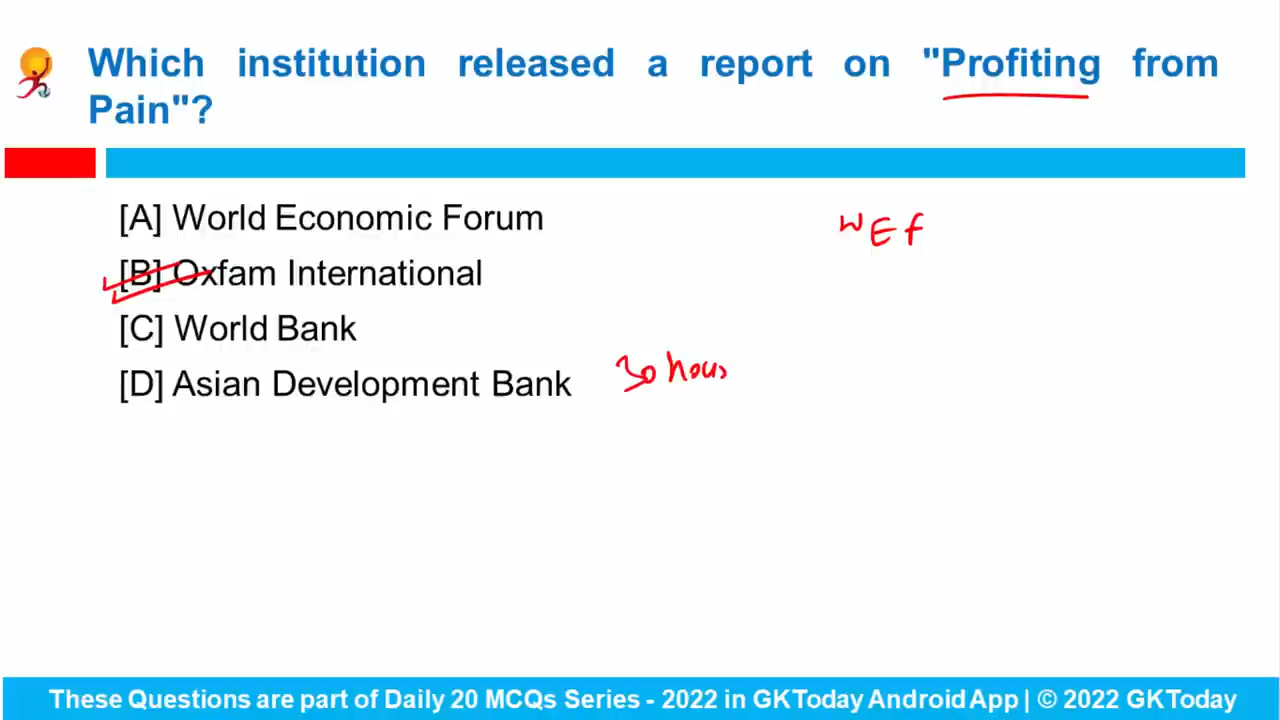 Which institution released a report on "Profiting from
Pain"?
[A] World Economic Forum
WEf
[B] Oxfam International
[C] World Bank
[D] Asian Development Bank
30 hours
These Questions are part of Daily 20 MCQs Series - 2022 in GKToday Android App | © 2022 GKToday